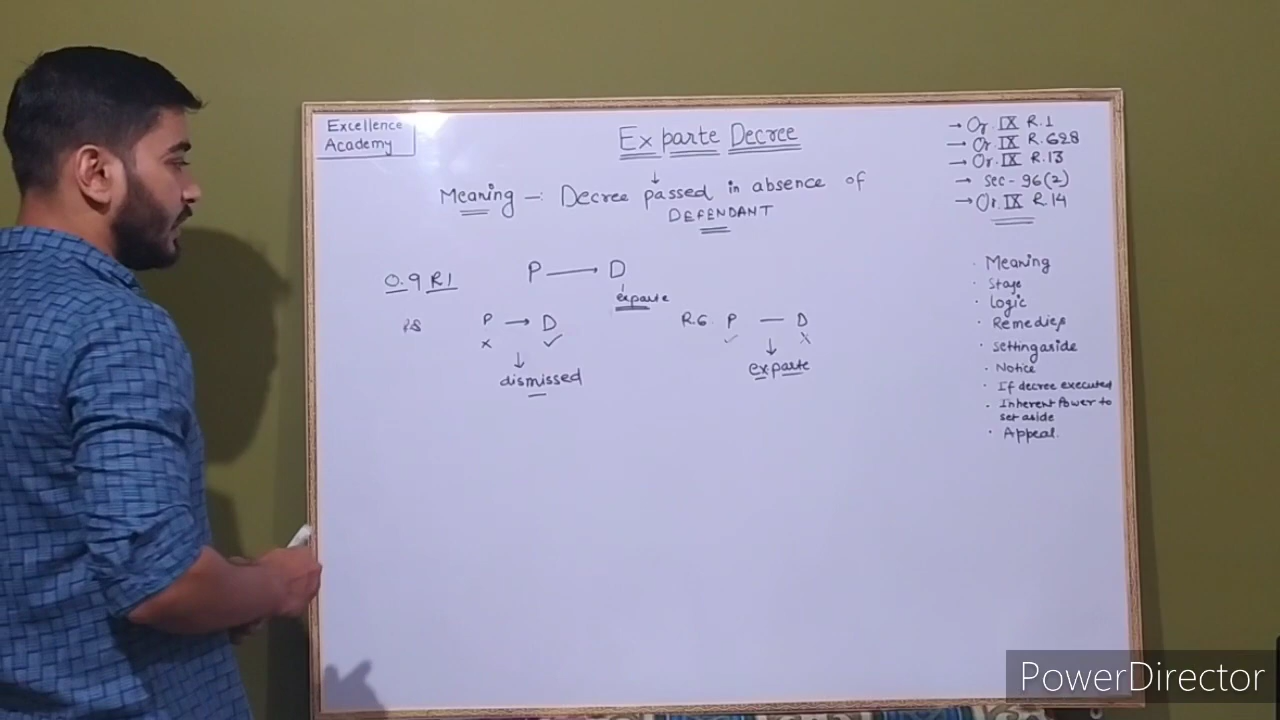 Excellence
Academy
Ex parte Decree
Meaning -: Decree passed in absence of
DEFENDANT
O.9 R1
P → D
exparte
P → D
x ✓
dismissed
R.6. P — D
✓ x
exparte
→ Or. IX R.1
→ Or. IX R.6&8
→ Or. IX R.13
→ Sec-96(2)
→ Or. IX R.14
· Meaning
· Stage
· Logic
· Remedies
· Setting aside
· Notice
· If decree executed
· Inherent Power to
set aside
· Appeal.
PowerDirector